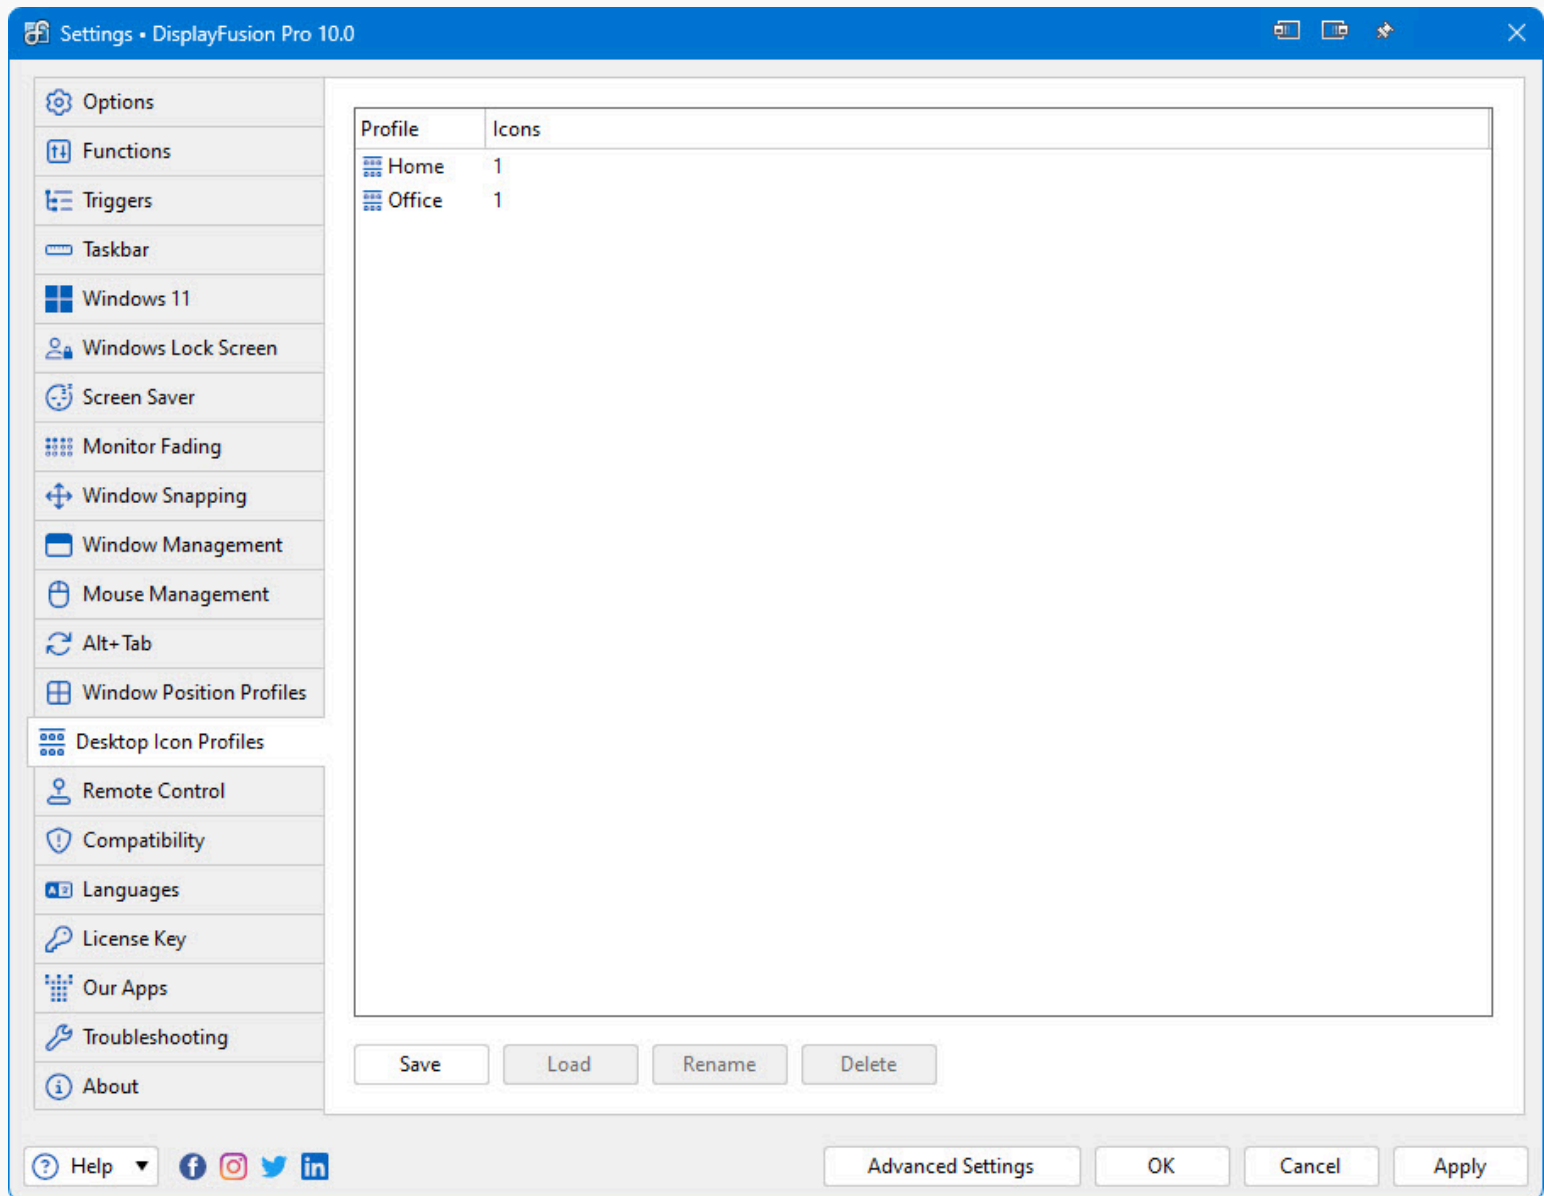 Settings • DisplayFusion Pro 10.0
Options
Functions
Triggers
Taskbar
Windows 11
Windows Lock Screen
Screen Saver
Monitor Fading
Window Snapping
Window Management
Mouse Management
Alt+Tab
Window Position Profiles
Desktop Icon Profiles
Remote Control
Compatibility
Languages
License Key
Our Apps
Troubleshooting
About
Profile Icons
Home 1
Office 1
Save Load Rename Delete
Help Advanced Settings OK Cancel Apply